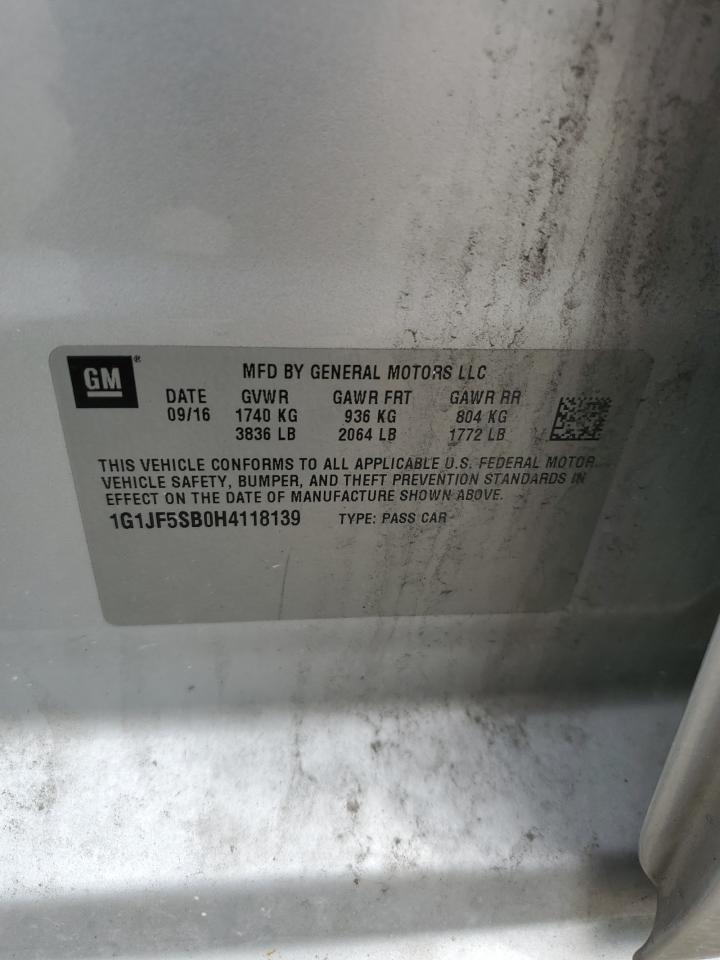 GM®
MFD BY GENERAL MOTORS LLC
DATE GVWR GAWR FRT GAWR RR
09/16 1740 KG 936 KG 804 KG
3836 LB 2064 LB 1772 LB
THIS VEHICLE CONFORMS TO ALL APPLICABLE U.S. FEDERAL MOTOR
VEHICLE SAFETY, BUMPER, AND THEFT PREVENTION STANDARDS IN
EFFECT ON THE DATE OF MANUFACTURE SHOWN ABOVE.
1G1JF5SB0H4118139 TYPE: PASS CAR